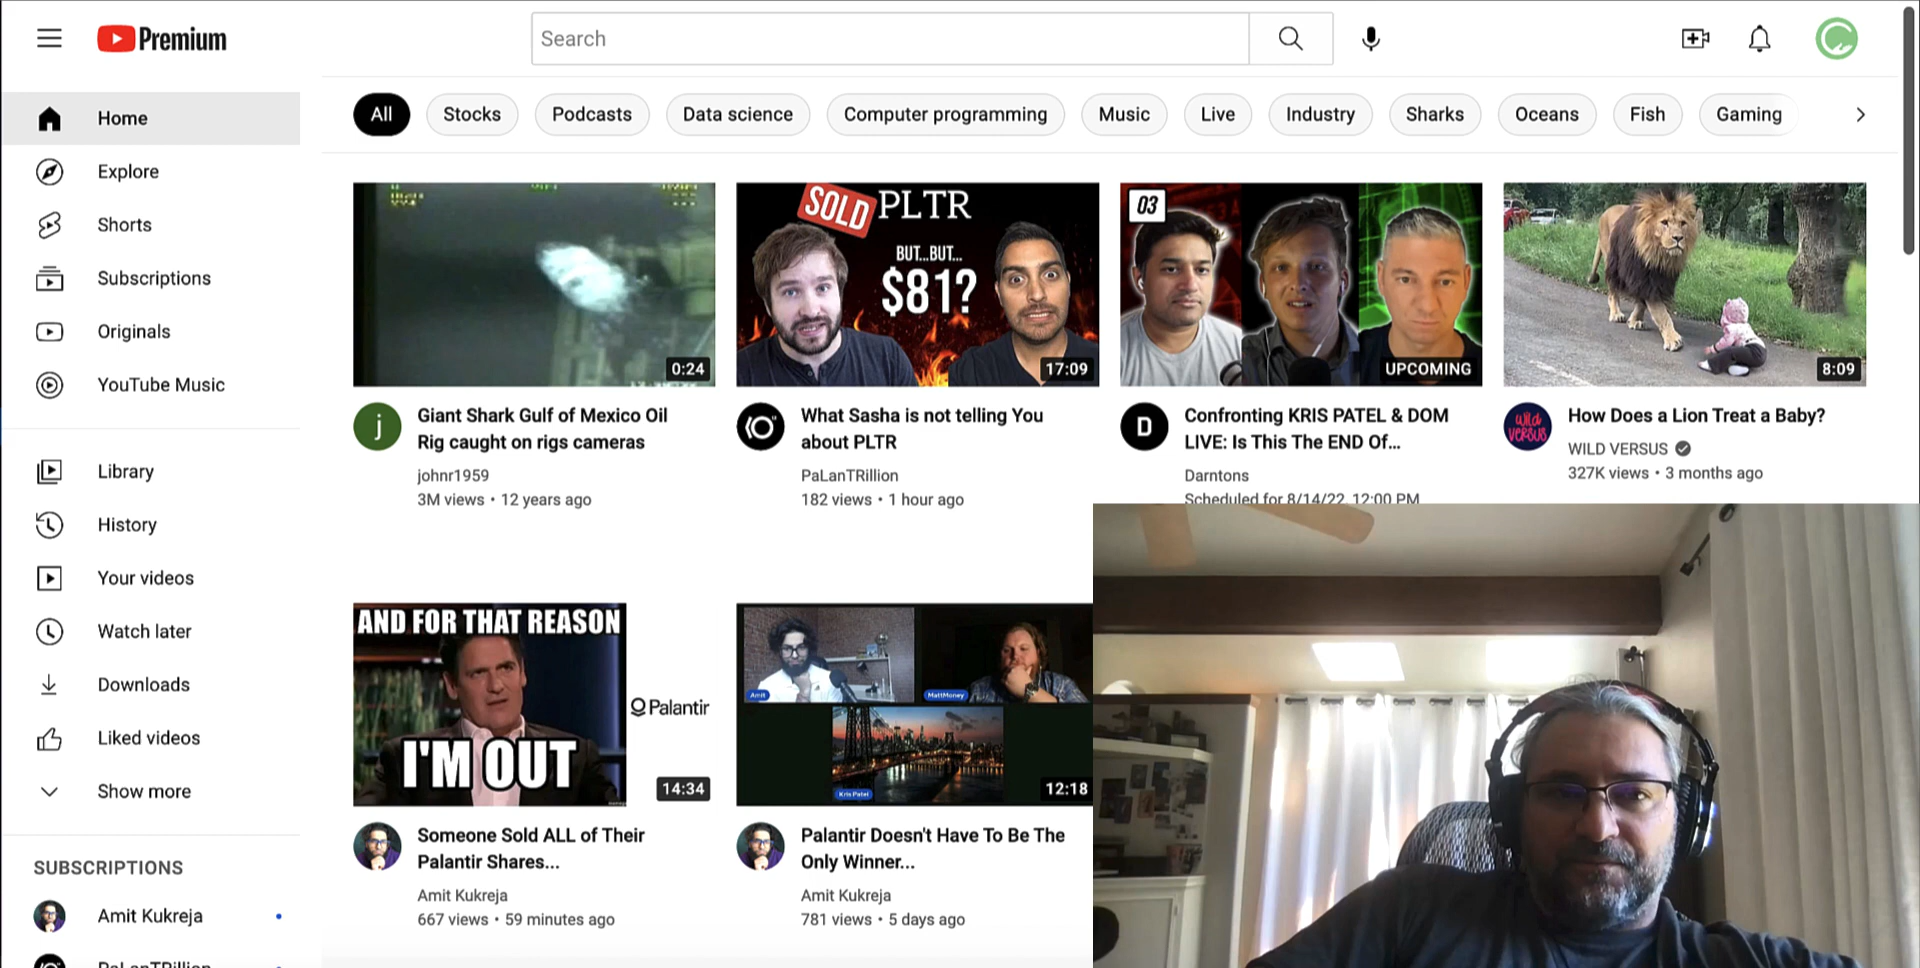 Premium
Search
Home
Explore
Shorts
Subscriptions
Originals
YouTube Music
Library
History
Your videos
Watch later
Downloads
Liked videos
Show more
SUBSCRIPTIONS
Amit Kukreja
PaLanTRillion
All
Stocks
Podcasts
Data science
Computer programming
Music
Live
Industry
Sharks
Oceans
Fish
Gaming
0:24
j
Giant Shark Gulf of Mexico Oil
Rig caught on rigs cameras
johnr1959
3M views • 12 years ago
SOLD PLTR
BUT...BUT...
$81?
17:09
What Sasha is not telling You
about PLTR
PaLanTRillion
182 views • 1 hour ago
03
UPCOMING
D
Confronting KRIS PATEL & DOM
LIVE: Is This The END Of...
Darntons
Scheduled for 8/14/22, 12:00 PM
8:09
wild
VERSUS
How Does a Lion Treat a Baby?
WILD VERSUS
327K views • 3 months ago
AND FOR THAT REASON
I'M OUT
Palantir
14:34
Someone Sold ALL of Their
Palantir Shares...
Amit Kukreja
667 views • 59 minutes ago
Amit
MattMoney
Kris Patel
12:18
Palantir Doesn't Have To Be The
Only Winner...
Amit Kukreja
781 views • 5 days ago